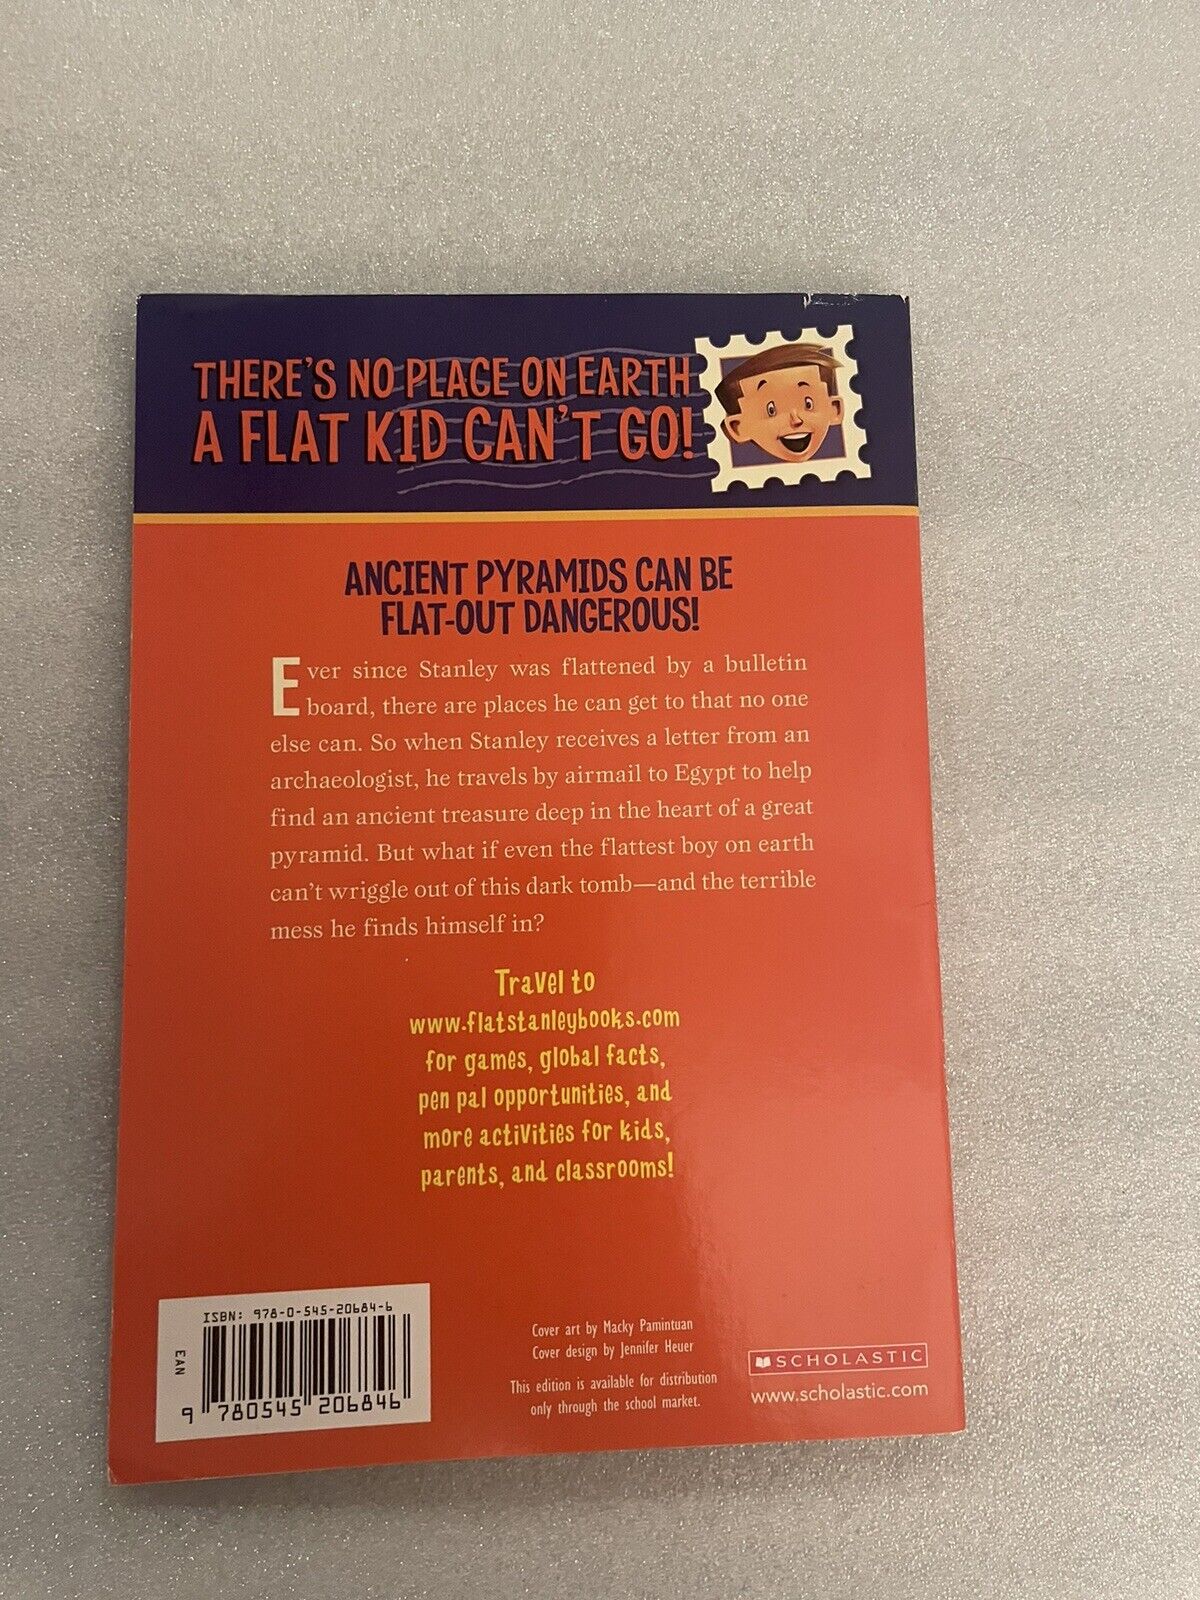 THERE'S NO PLACE ON EARTH
A FLAT KID CAN'T GO!
ANCIENT PYRAMIDS CAN BE
FLAT-OUT DANGEROUS!
Ever since Stanley was flattened by a bulletin
board, there are places he can get to that no one
else can. So when Stanley receives a letter from an
archaeologist, he travels by airmail to Egypt to help
find an ancient treasure deep in the heart of a great
pyramid. But what if even the flattest boy on earth
can't wriggle out of this dark tomb—and the terrible
mess he finds himself in?
Travel to
www.flatstanleybooks.com
for games, global facts,
pen pal opportunities, and
more activities for kids,
parents, and classrooms!
ISBN: 978-0-545-20684-6
EAN
9 780545 206846
Cover art by Macky Pamintuan
Cover design by Jennifer Heuer
This edition is available for distribution
only through the school market.
SCHOLASTIC
www.scholastic.com